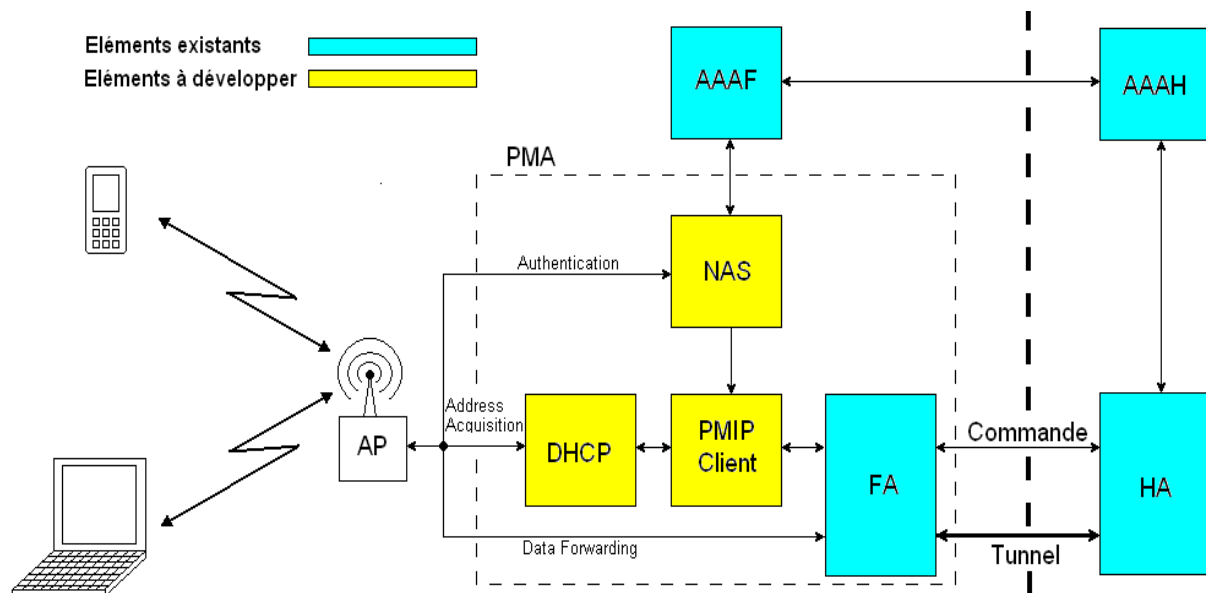 Eléments existants
Eléments à développer
AAAF
AAAH
PMA
NAS
Authentication
Address
Acquisition
AP
DHCP
PMIP
Client
FA
Commande
HA
Data Forwarding
Tunnel